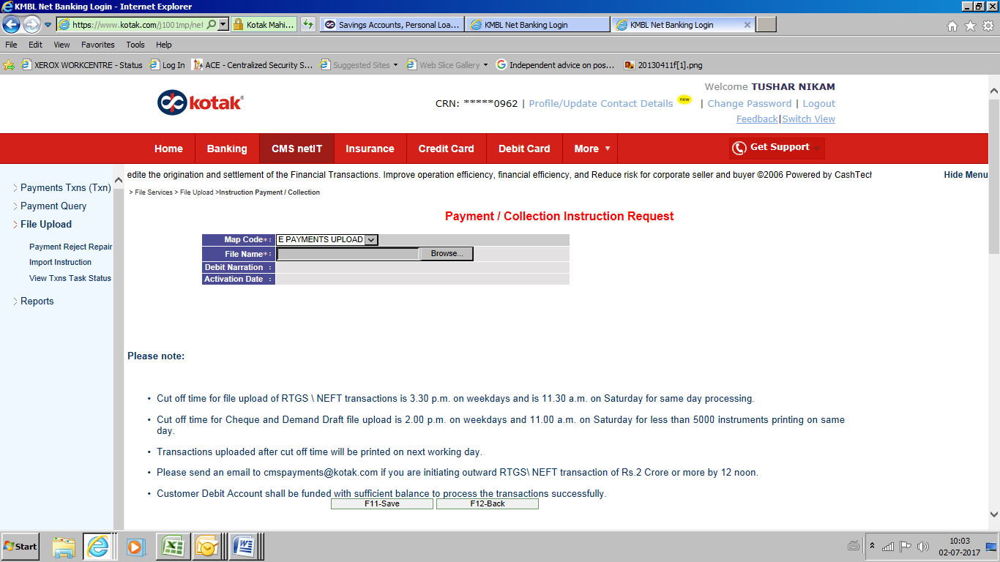 KMBL Net Banking Login - Internet Explorer
https://www.kotak.com/j1001mp/net
Kotak Mahi...
Savings Accounts, Personal Loa...
KMBL Net Banking Login
KMBL Net Banking Login
File Edit View Favorites Tools Help
XEROX WORKCENTRE - Status
Log In
ACE - Centralized Security S...
Suggested Sites
Web Slice Gallery
Independent advice on pos...
20130411f[1].png
kotak
Welcome TUSHAR NIKAM
CRN: *****0962 | Profile/Update Contact Details new | Change Password | Logout
Feedback|Switch View
Home Banking CMS netIT Insurance Credit Card Debit Card More Get Support
edite the origination and settlement of the Financial Transactions. Improve operation efficiency, financial efficiency, and Reduce risk for corporate seller and buyer ©2006 Powered by CashTech
Hide Menu
> File Services > File Upload >Instruction Payment / Collection
Payments Txns (Txn)
Payment Query
File Upload
Payment Reject Repair
Import Instruction
View Txns Task Status
Reports
Payment / Collection Instruction Request
Map Code* : E PAYMENTS UPLOAD
File Name* : Browse...
Debit Narration :
Activation Date :
Please note:
• Cut off time for file upload of RTGS \ NEFT transactions is 3.30 p.m. on weekdays and is 11.30 a.m. on Saturday for same day processing.
• Cut off time for Cheque and Demand Draft file upload is 2.00 p.m. on weekdays and 11.00 a.m. on Saturday for less than 5000 instruments printing on same
day.
• Transactions uploaded after cut off time will be printed on next working day.
• Please send an email to cmspayments@kotak.com if you are initiating outward RTGS\ NEFT transaction of Rs.2 Crore or more by 12 noon.
• Customer Debit Account shall be funded with sufficient balance to process the transactions successfully.
F11-Save F12-Back
Start
10:03
02-07-2017